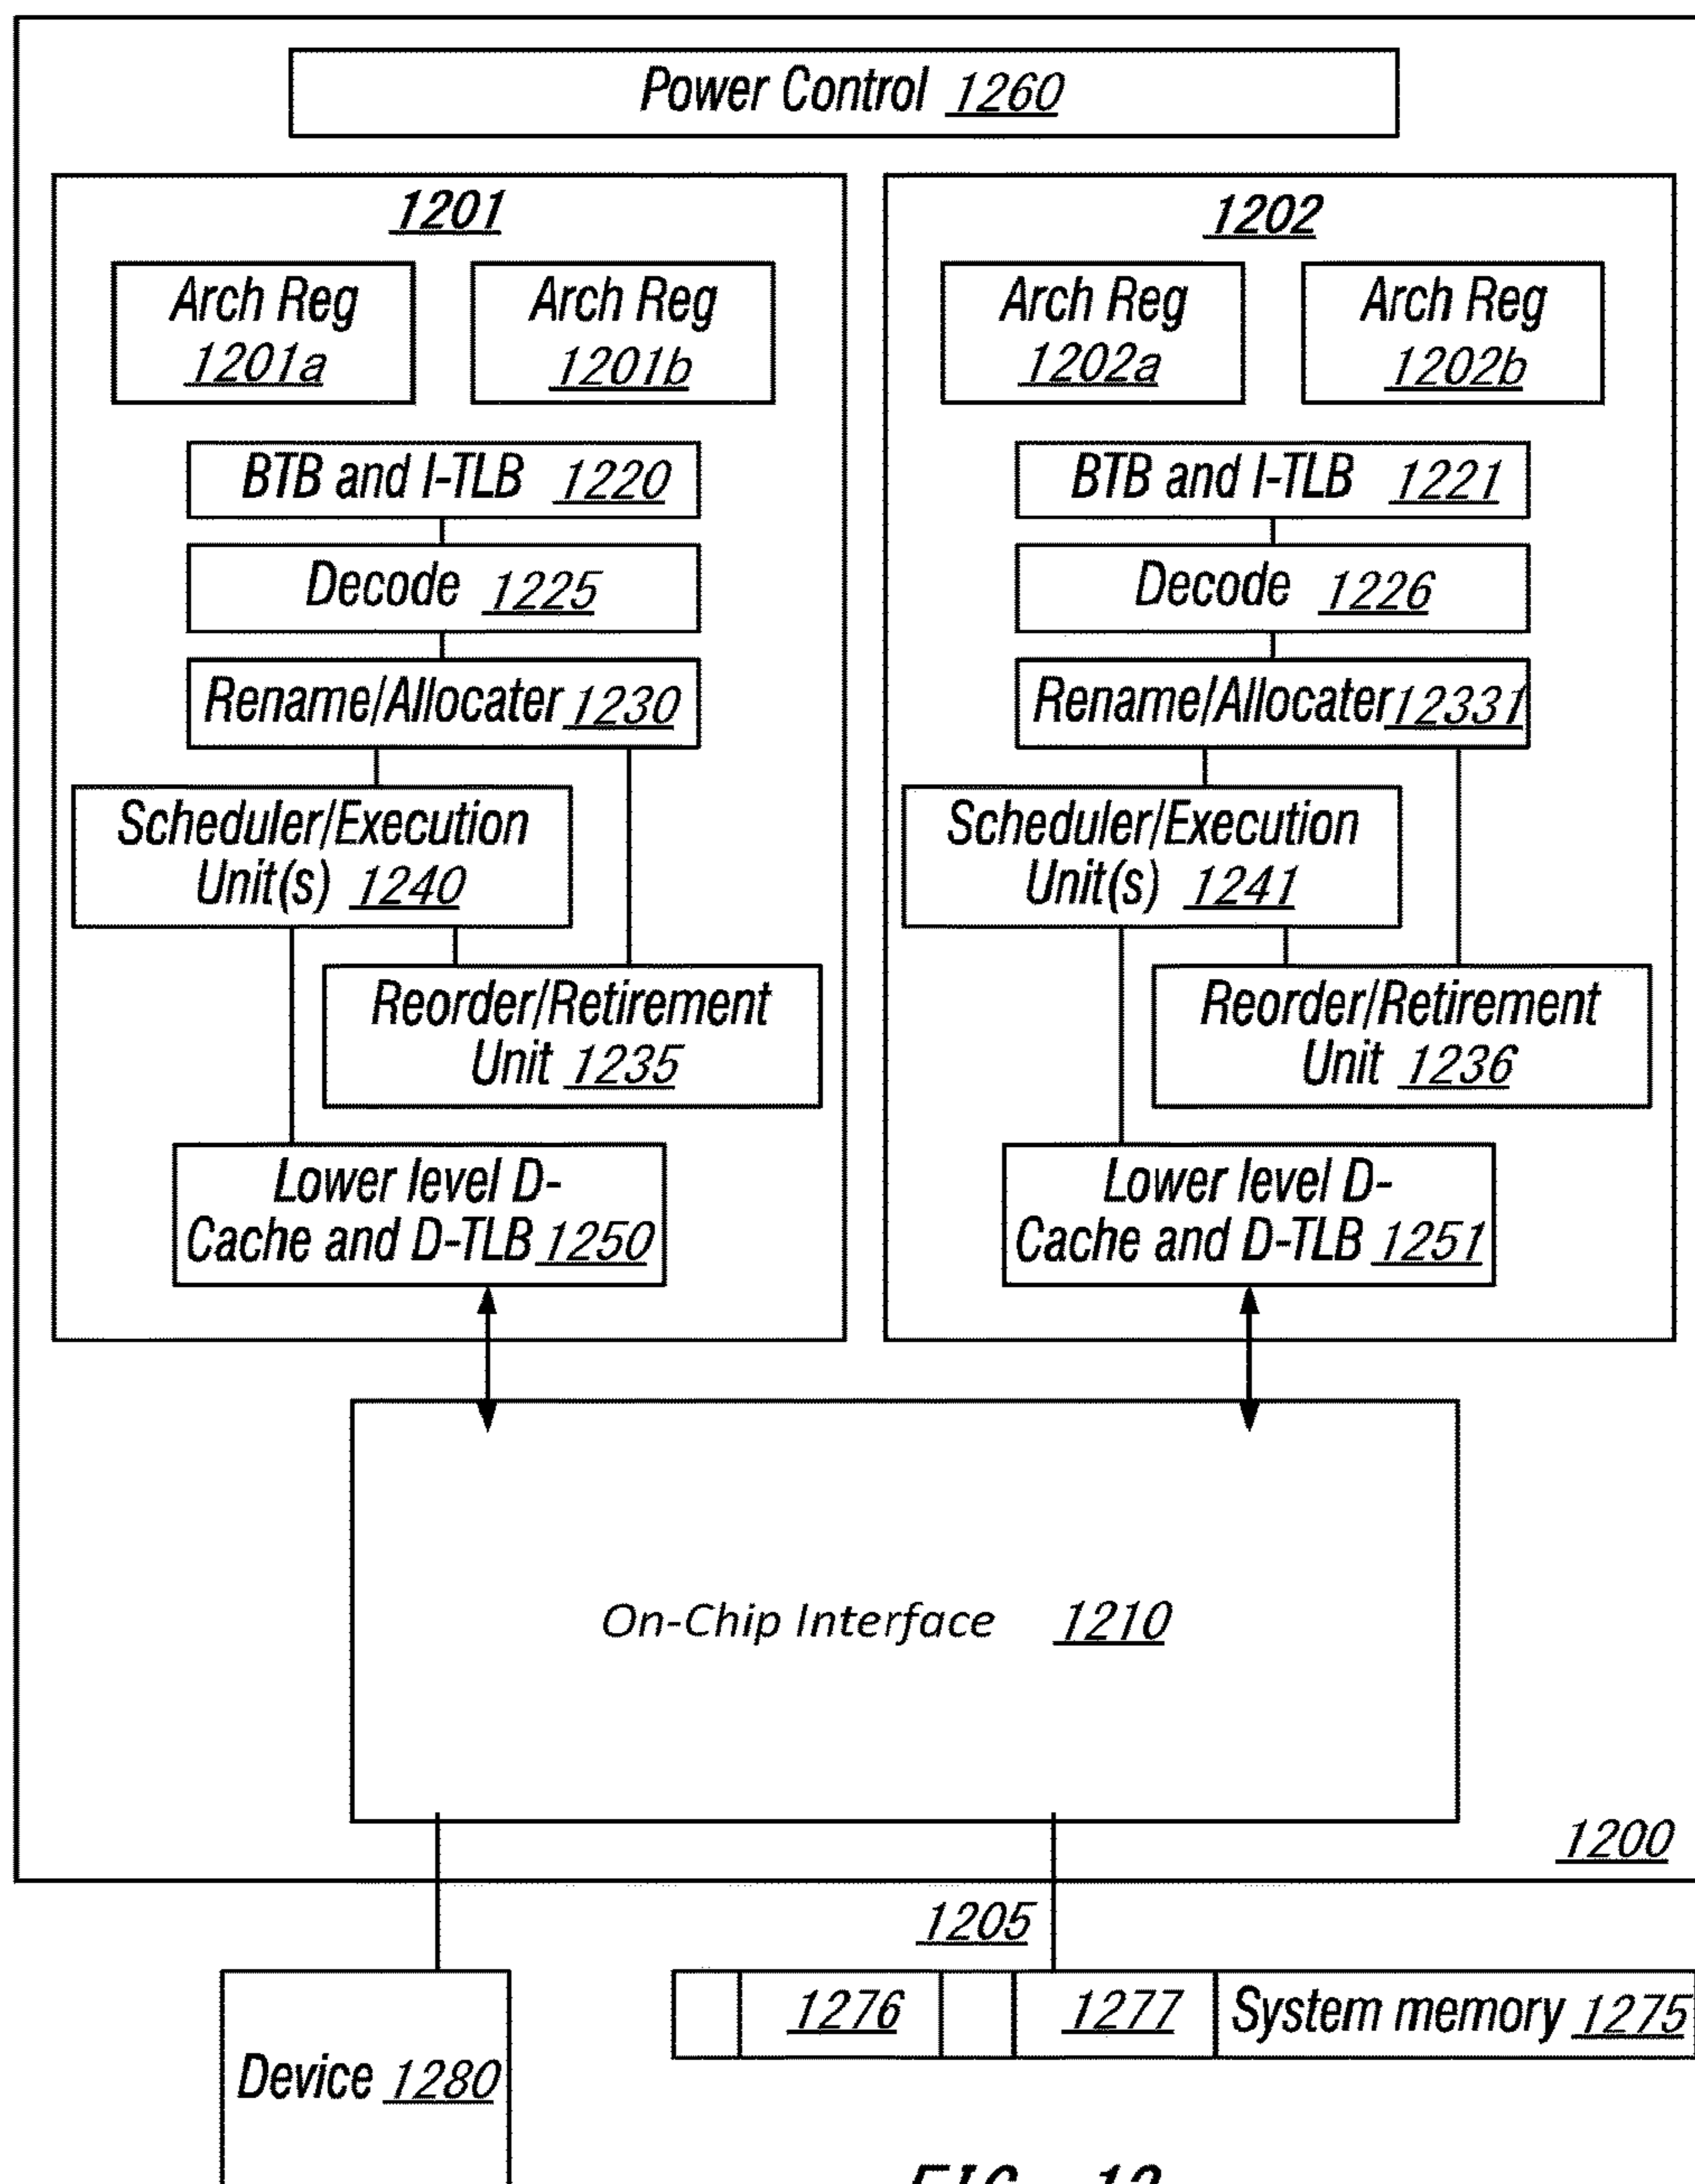 Power Control 1260
1201
Arch Reg
1201a
Arch Reg
1201b
BTB and I-TLB 1220
Decode 1225
Rename/Allocater 1230
Scheduler/Execution
Unit(s) 1240
Reorder/Retirement
Unit 1235
Lower level D-
Cache and D-TLB 1250
1202
Arch Reg
1202a
Arch Reg
1202b
BTB and I-TLB 1221
Decode 1226
Rename/Allocater 12331
Scheduler/Execution
Unit(s) 1241
Reorder/Retirement
Unit 1236
Lower level D-
Cache and D-TLB 1251
On-Chip Interface 1210
1200
1205
1276 1277 System memory 1275
Device 1280
FIG. 12